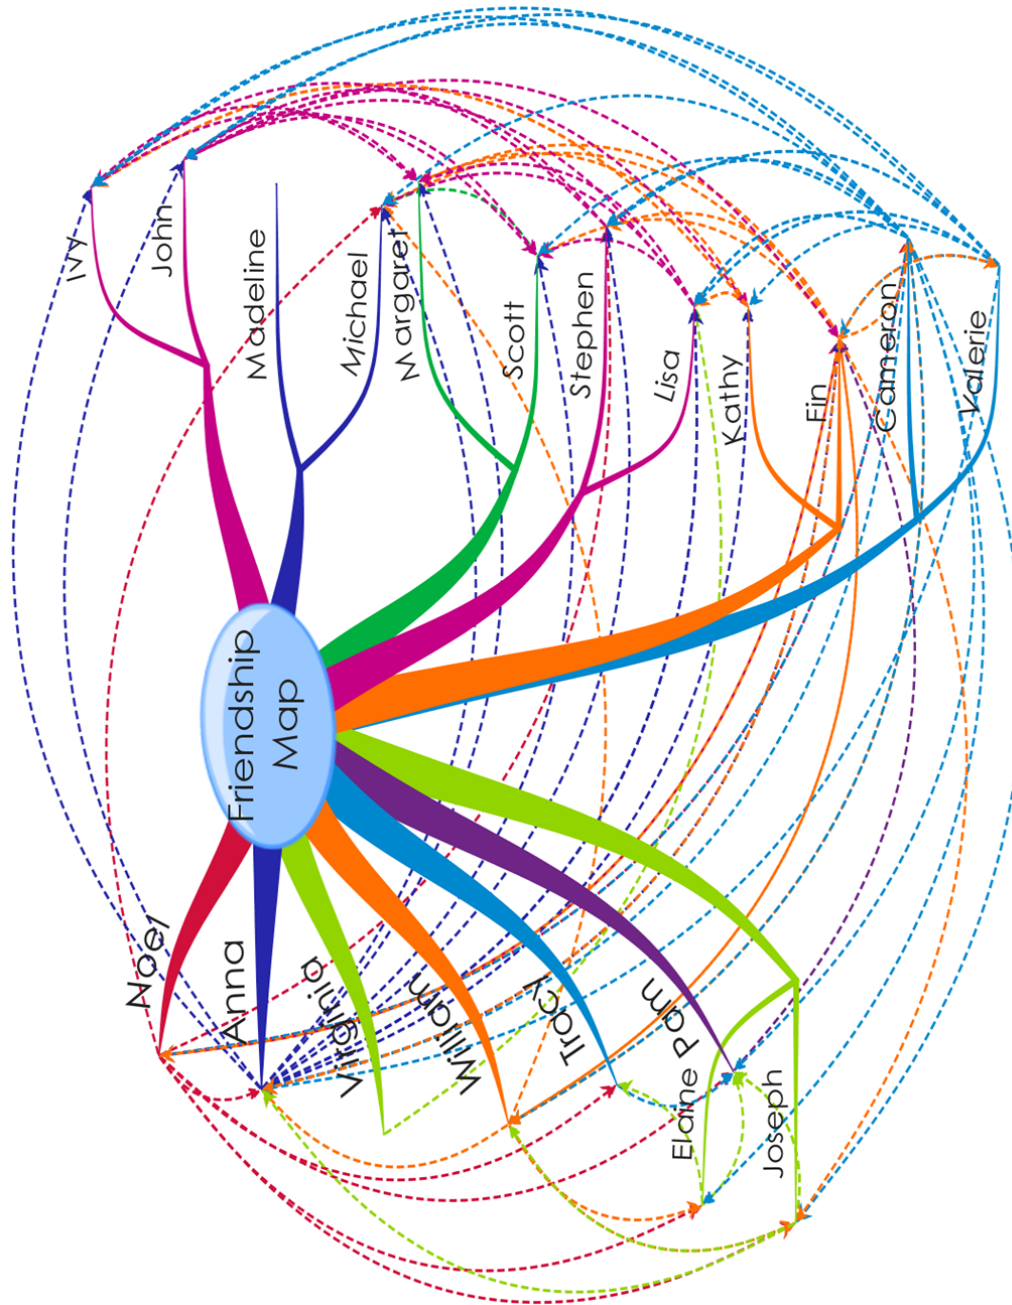 Friendship
Map
Ivy
John
Madeline
Michael
Margaret
Scott
Stephen
Lisa
Kathy
Fin
Cameron
Valerie
Noel
Anna
Virginia
William
Tracy
Pam
Elaine
Joseph